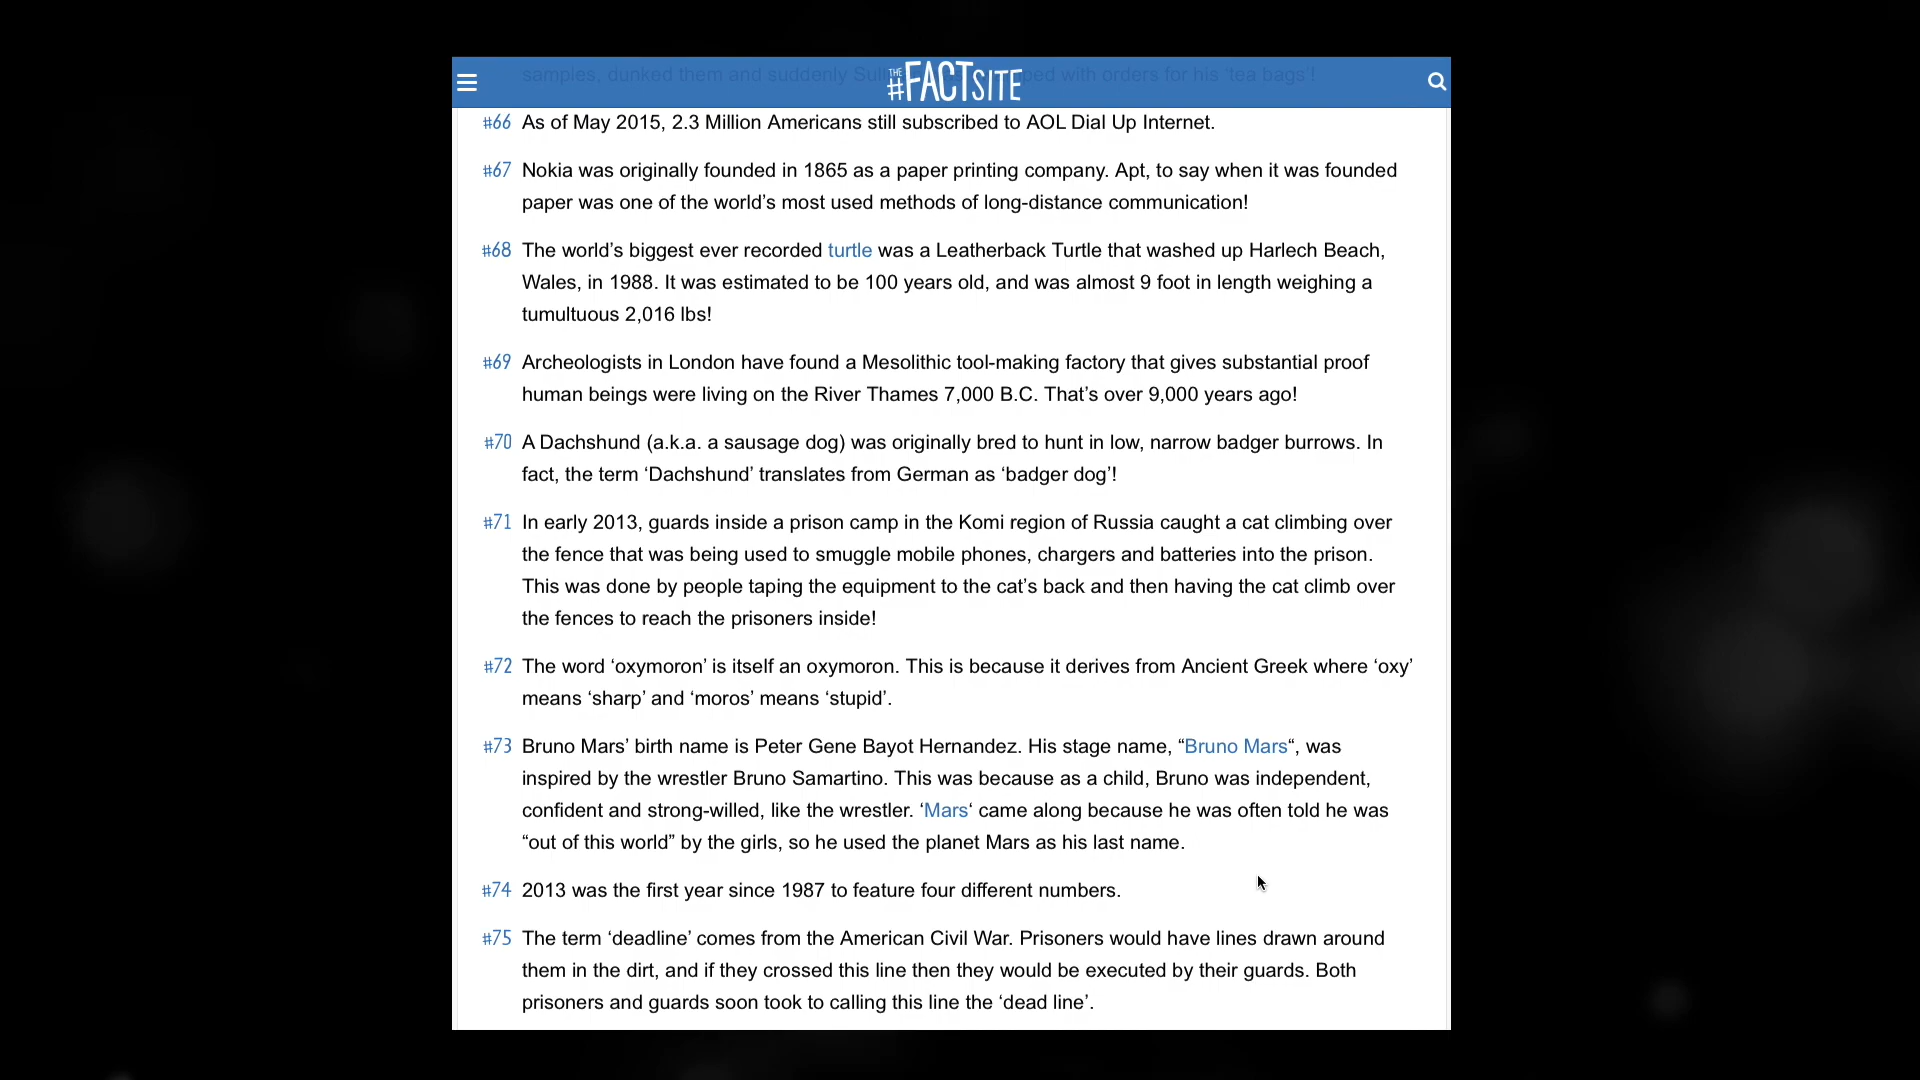 samples, dunked them and suddenly Sul ped with orders for his ‘tea bags’!
THE #FACTSITE
#66 As of May 2015, 2.3 Million Americans still subscribed to AOL Dial Up Internet.
#67 Nokia was originally founded in 1865 as a paper printing company. Apt, to say when it was founded
paper was one of the world’s most used methods of long-distance communication!
#68 The world’s biggest ever recorded turtle was a Leatherback Turtle that washed up Harlech Beach,
Wales, in 1988. It was estimated to be 100 years old, and was almost 9 foot in length weighing a
tumultuous 2,016 lbs!
#69 Archeologists in London have found a Mesolithic tool-making factory that gives substantial proof
human beings were living on the River Thames 7,000 B.C. That’s over 9,000 years ago!
#70 A Dachshund (a.k.a. a sausage dog) was originally bred to hunt in low, narrow badger burrows. In
fact, the term ‘Dachshund’ translates from German as ‘badger dog’!
#71 In early 2013, guards inside a prison camp in the Komi region of Russia caught a cat climbing over
the fence that was being used to smuggle mobile phones, chargers and batteries into the prison.
This was done by people taping the equipment to the cat’s back and then having the cat climb over
the fences to reach the prisoners inside!
#72 The word ‘oxymoron’ is itself an oxymoron. This is because it derives from Ancient Greek where ‘oxy’
means ‘sharp’ and ‘moros’ means ‘stupid’.
#73 Bruno Mars’ birth name is Peter Gene Bayot Hernandez. His stage name, “Bruno Mars“, was
inspired by the wrestler Bruno Samartino. This was because as a child, Bruno was independent,
confident and strong-willed, like the wrestler. ‘Mars‘ came along because he was often told he was
“out of this world” by the girls, so he used the planet Mars as his last name.
#74 2013 was the first year since 1987 to feature four different numbers.
#75 The term ‘deadline’ comes from the American Civil War. Prisoners would have lines drawn around
them in the dirt, and if they crossed this line then they would be executed by their guards. Both
prisoners and guards soon took to calling this line the ‘dead line’.